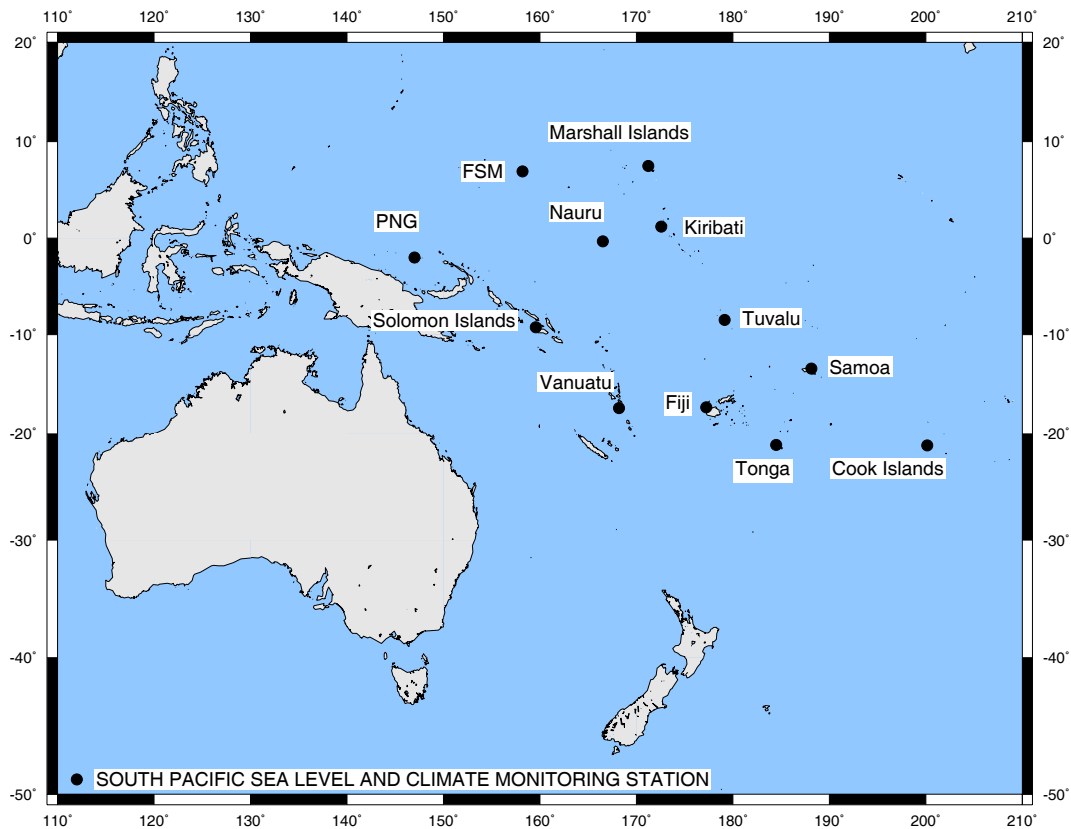 110˚ 120˚ 130˚ 140˚ 150˚ 160˚ 170˚ 180˚ 190˚ 200˚ 210˚
20˚ 20˚
Marshall Islands
10˚ 10˚
FSM
Nauru
PNG
Kiribati
0˚ 0˚
Solomon Islands
Tuvalu
-10˚ -10˚
Samoa
Vanuatu
Fiji
-20˚ -20˚
Tonga
Cook Islands
-30˚ -30˚
-40˚ -40˚
SOUTH PACIFIC SEA LEVEL AND CLIMATE MONITORING STATION
-50˚ -50˚
110˚ 120˚ 130˚ 140˚ 150˚ 160˚ 170˚ 180˚ 190˚ 200˚ 210˚